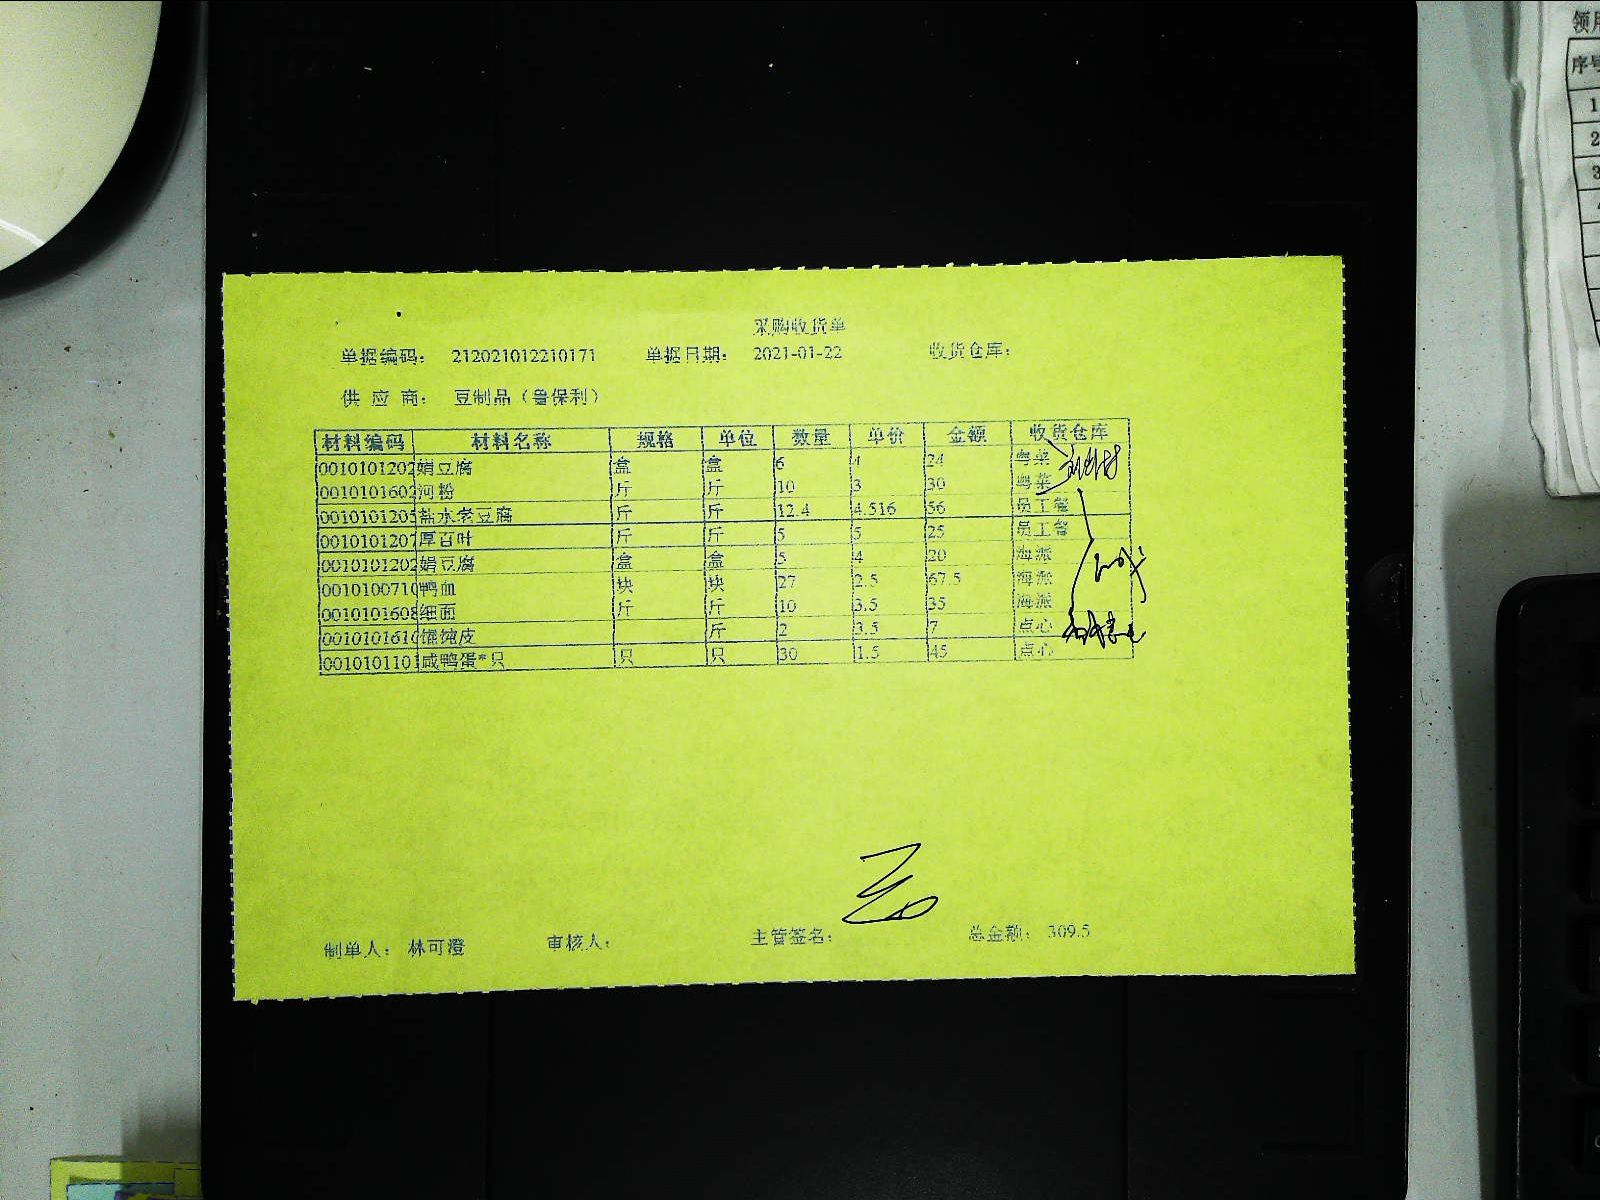 采购收货单
单据编码： 212021012210171 单据日期： 2021-01-22 收货仓库：
供 应 商： 豆制品（鲁保利）
材料编码 材料名称 规格 单位 数量 单价 金额 收货仓库
0010101202 娟豆腐 盒 盒 6 4 24 粤菜
0010101602 河粉 斤 斤 10 3 30 粤菜
0010101205 盐水老豆腐 斤 斤 12.4 4.516 56 员工餐
0010101207 厚百叶 斤 斤 5 5 25 员工餐
0010101202 娟豆腐 盒 盒 5 4 20 海派
0010100710 鸭血 块 块 27 2.5 67.5 海派
0010101608 细面 斤 斤 10 3.5 35 海派
0010101610 馄饨皮 斤 2 3.5 7 点心
0010101101 咸鸭蛋*只 只 只 30 1.5 45 点心
制单人： 林可澄 审核人： 主管签名： 总金额： 309.5
领用
序号
1
2
3